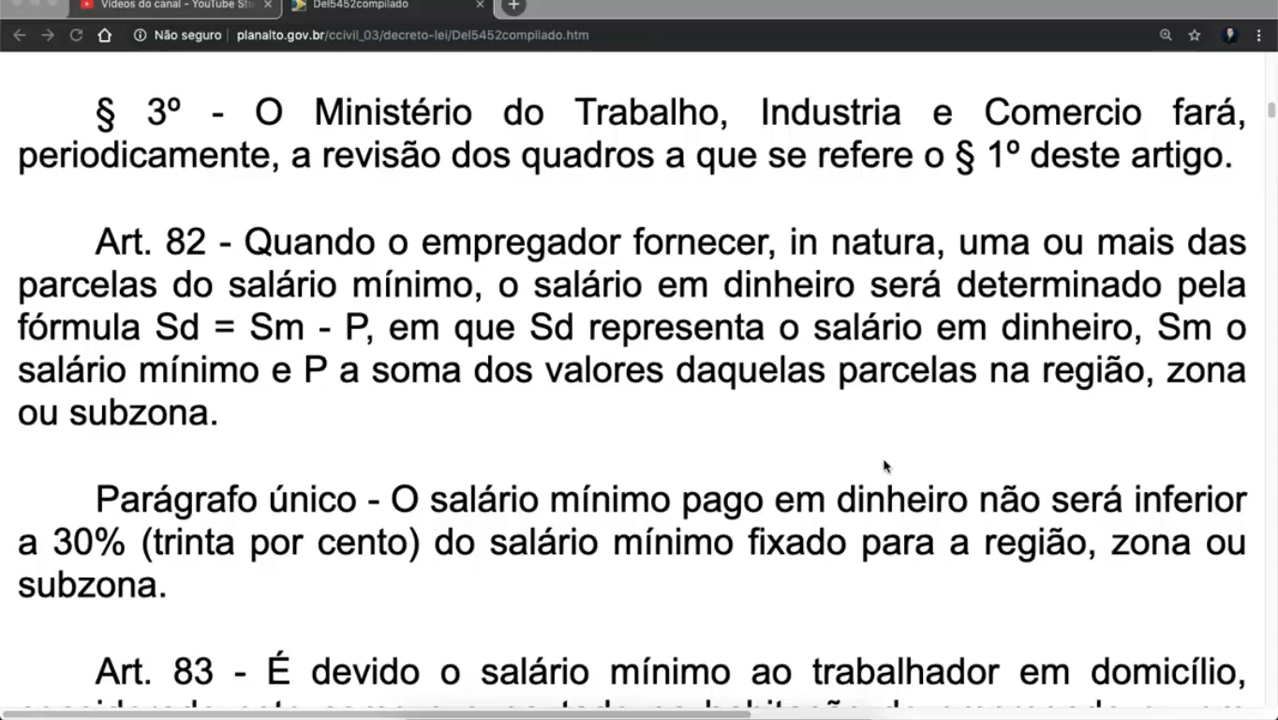 Vídeos do canal - YouTube Stu
Del5452compilado
Não seguro | planalto.gov.br/ccivil_03/decreto-lei/Del5452compilado.htm
§ 3º - O Ministério do Trabalho, Industria e Comercio fará,
periodicamente, a revisão dos quadros a que se refere o § 1º deste artigo.
Art. 82 - Quando o empregador fornecer, in natura, uma ou mais das
parcelas do salário mínimo, o salário em dinheiro será determinado pela
fórmula Sd = Sm - P, em que Sd representa o salário em dinheiro, Sm o
salário mínimo e P a soma dos valores daquelas parcelas na região, zona
ou subzona.
Parágrafo único - O salário mínimo pago em dinheiro não será inferior
a 30% (trinta por cento) do salário mínimo fixado para a região, zona ou
subzona.
Art. 83 - É devido o salário mínimo ao trabalhador em domicílio,